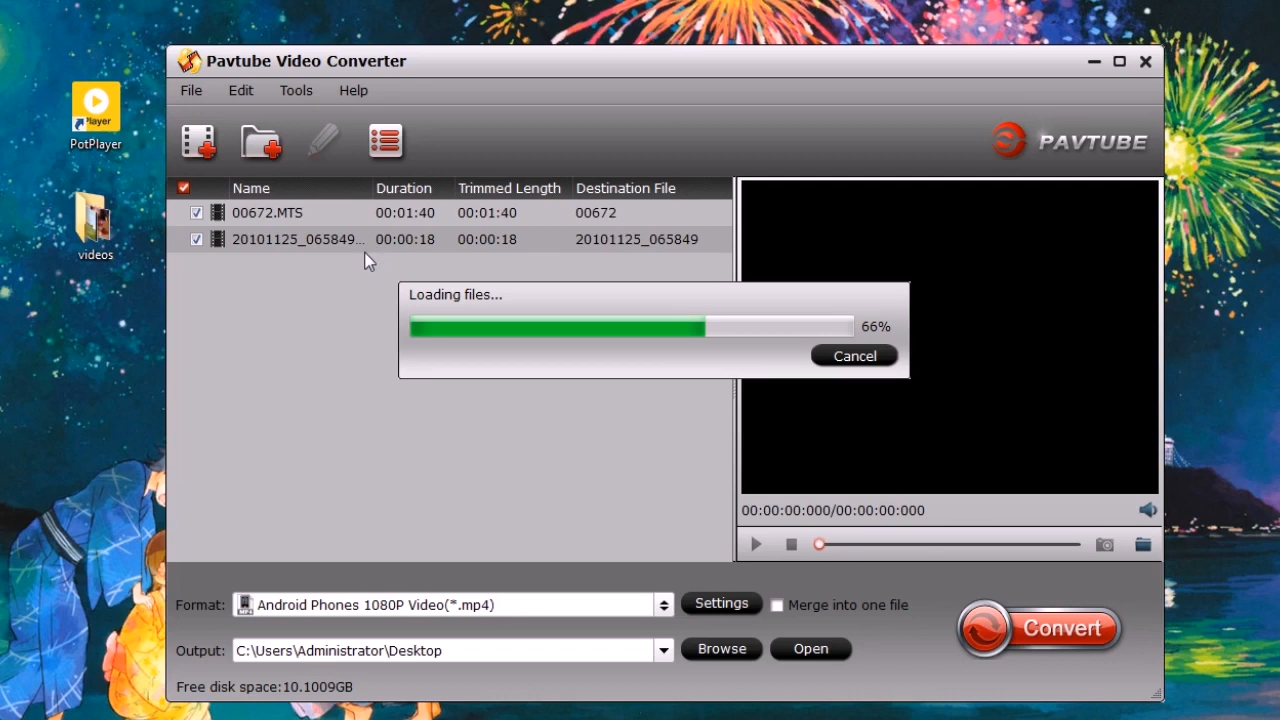 Pavtube Video Converter
File Edit Tools Help
Player
PotPlayer
PAVTUBE
Name Duration Trimmed Length Destination File
00672.MTS 00:01:40 00:01:40 00672
20101125_065849... 00:00:18 00:00:18 20101125_065849
videos
Loading files...
66%
Cancel
00:00:00:000/00:00:00:000
Format: MP4 Android Phones 1080P Video(*.mp4) Settings Merge into one file
Convert
Output: C:\Users\Administrator\Desktop Browse Open
Free disk space:10.1009GB